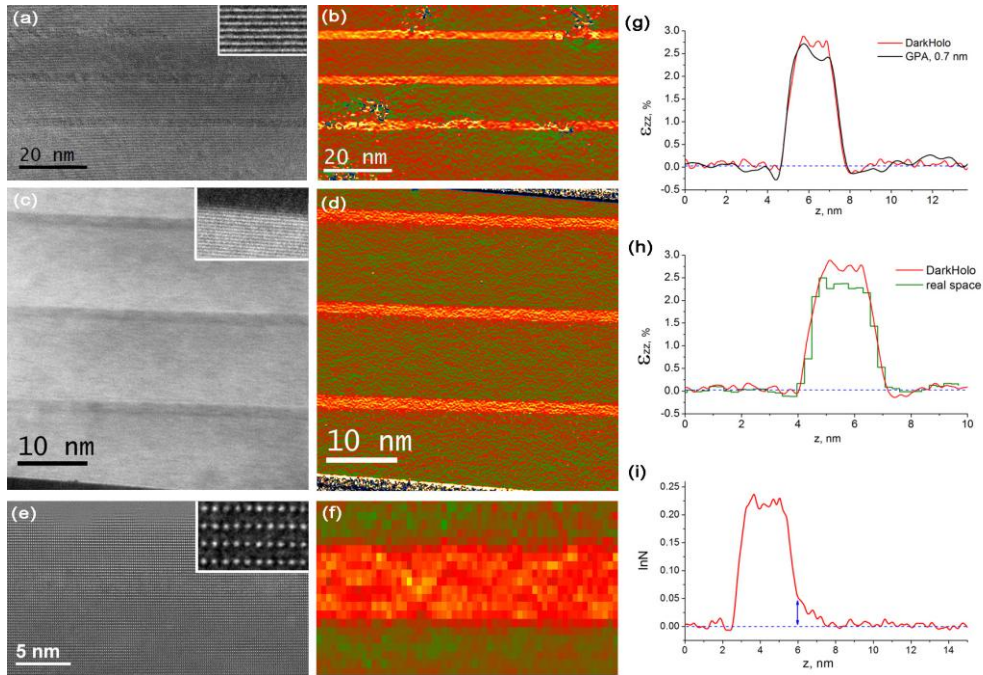 (a)
20 nm
(b)
20 nm
(c)
10 nm
(d)
10 nm
(e)
5 nm
(f)
(g)
DarkHolo
GPA, 0.7 nm
εzz, %
3.0
2.5
2.0
1.5
1.0
0.5
0.0
-0.5
0 2 4 6 8 10 12
z, nm
(h)
DarkHolo
real space
εzz, %
3.0
2.5
2.0
1.5
1.0
0.5
0.0
-0.5
0 2 4 6 8 10
z, nm
(i)
InN
0.25
0.20
0.15
0.10
0.05
0.00
0 2 4 6 8 10 12 14
z, nm